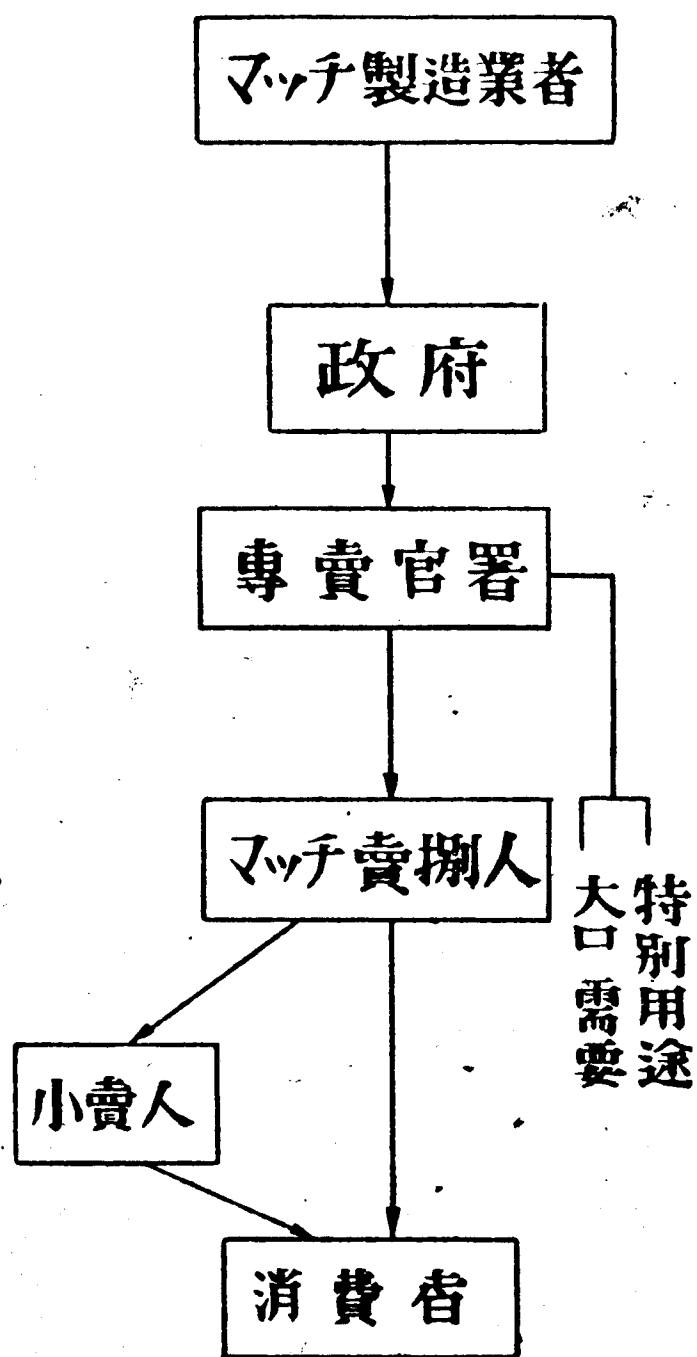 マッチ製造業者
政府
專賣官署
マッチ賣捌人
特別用途
大口需要
小賣人
消費者